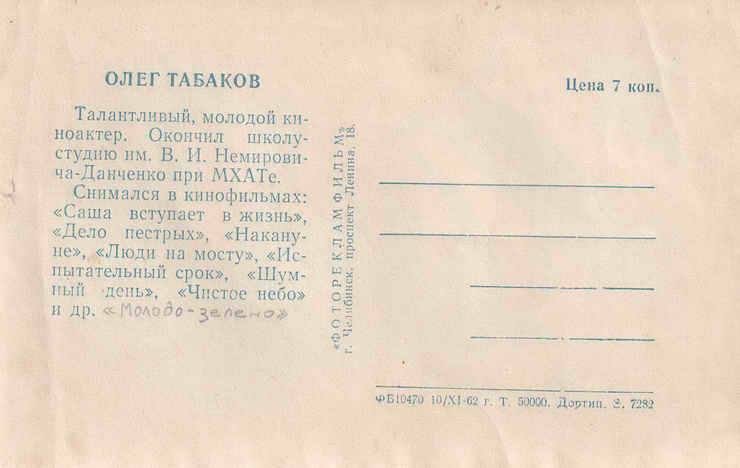 ОЛЕГ ТАБАКОВ
Талантливый, молодой ки-
ноактер. Окончил школу-
студию им. В. И. Немирови-
ча-Данченко при МХАТе.
Снимался в кинофильмах:
«Саша вступает в жизнь»,
«Дело пестрых», «Накану-
не», «Люди на мосту», «Ис-
пытательный срок», «Шум-
ный день», «Чистое небо»
и др. «Молодо-зелено»
«ФОТОРЕКЛАМФИЛЬМ»
г. Челябинск, проспект Ленина, 18.
Цена 7 коп.
ФБ10470 10/XI-62 г. Т. 50000. Дортип. З. 7282